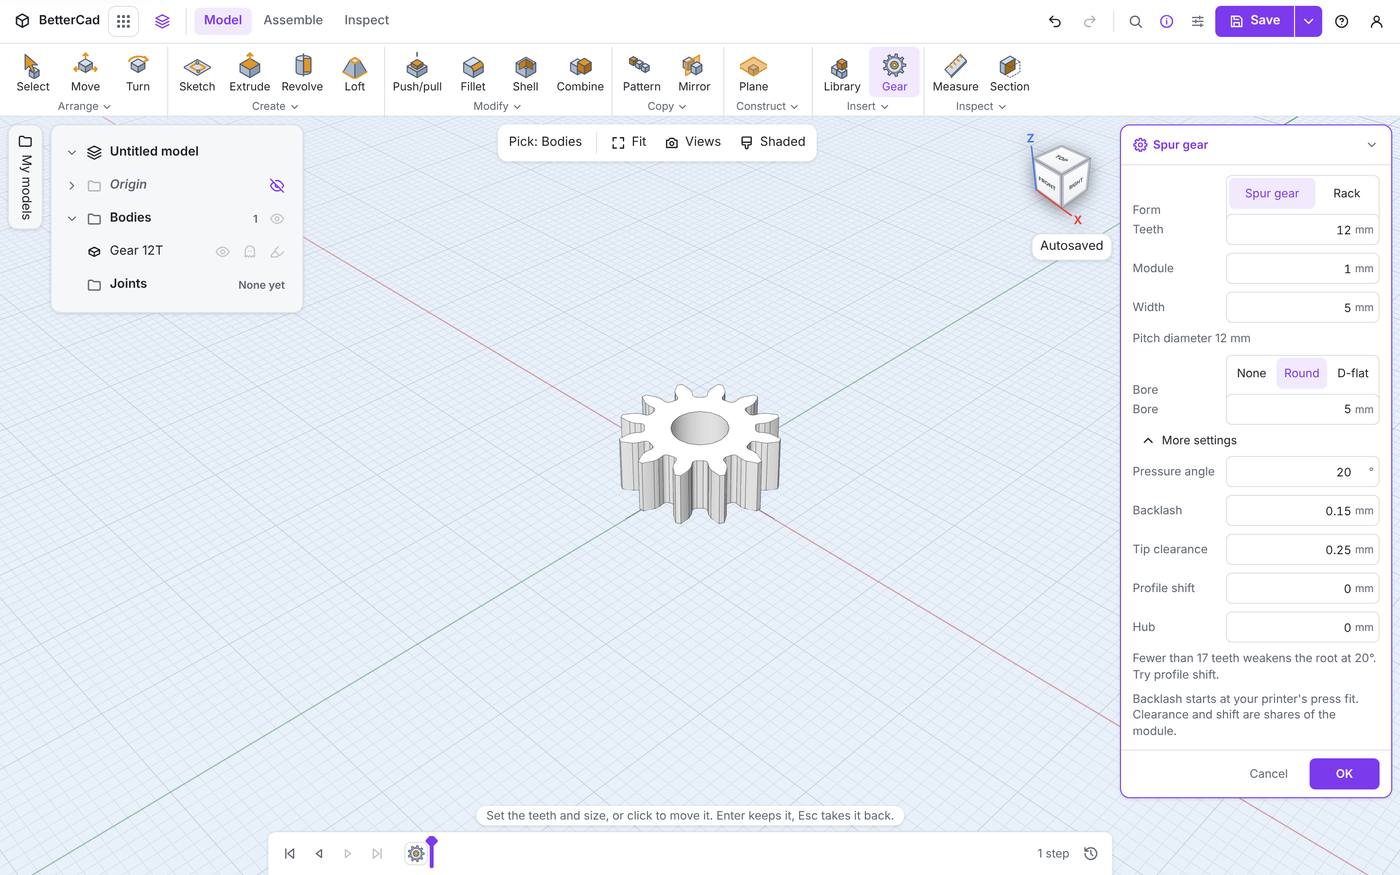 BetterCad
Model Assemble Inspect
Save
Select Move Turn Sketch Extrude Revolve Loft Push/pull Fillet Shell Combine Pattern Mirror Plane Library Gear Measure Section
Arrange Create Modify Copy Construct Insert Inspect
My models
Untitled model
Origin
Bodies 1
Gear 12T
Joints None yet
Pick: Bodies Fit Views Shaded
Z
TOP
FRONT
RIGHT
X
Autosaved
Spur gear
Form Spur gear Rack
Teeth 12 mm
Module 1 mm
Width 5 mm
Pitch diameter 12 mm
Bore None Round D-flat
Bore 5 mm
More settings
Pressure angle 20 °
Backlash 0.15 mm
Tip clearance 0.25 mm
Profile shift 0 mm
Hub 0 mm
Fewer than 17 teeth weakens the root at 20°.
Try profile shift.
Backlash starts at your printer's press fit.
Clearance and shift are shares of the
module.
Cancel OK
Set the teeth and size, or click to move it. Enter keeps it, Esc takes it back.
1 step